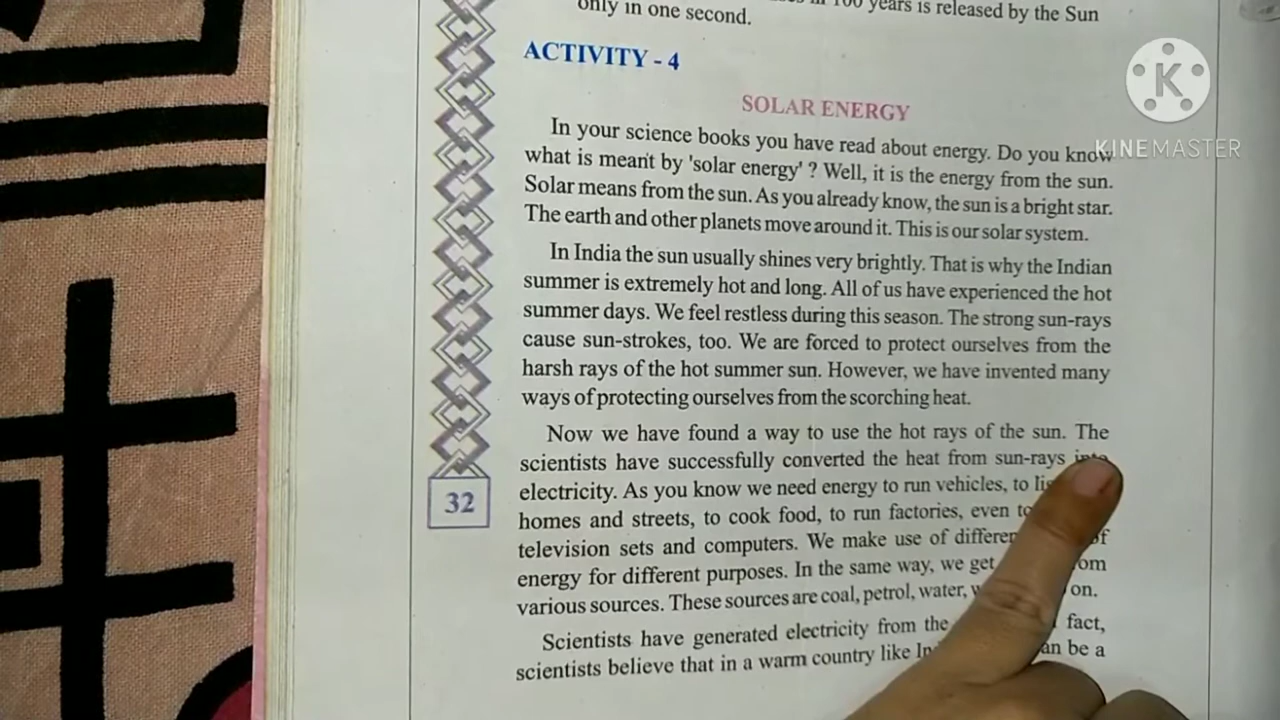 in 100 years is released by the Sun
only in one second.
ACTIVITY - 4
SOLAR ENERGY
In your science books you have read about energy. Do you know
what is meant by 'solar energy' ? Well, it is the energy from the sun.
Solar means from the sun. As you already know, the sun is a bright star.
The earth and other planets move around it. This is our solar system.
In India the sun usually shines very brightly. That is why the Indian
summer is extremely hot and long. All of us have experienced the hot
summer days. We feel restless during this season. The strong sun-rays
cause sun-strokes, too. We are forced to protect ourselves from the
harsh rays of the hot summer sun. However, we have invented many
ways of protecting ourselves from the scorching heat.
Now we have found a way to use the hot rays of the sun. The
scientists have successfully converted the heat from sun-rays into
electricity. As you know we need energy to run vehicles, to
homes and streets, to cook food, to run factories, even
television sets and computers. We make use of of
energy for different purposes. In the same way, we get
various sources. These sources are coal, petrol, water, on.
Scientists have generated electricity from the fact,
scientists believe that in a warm country like be a
32
K
KINEMASTER